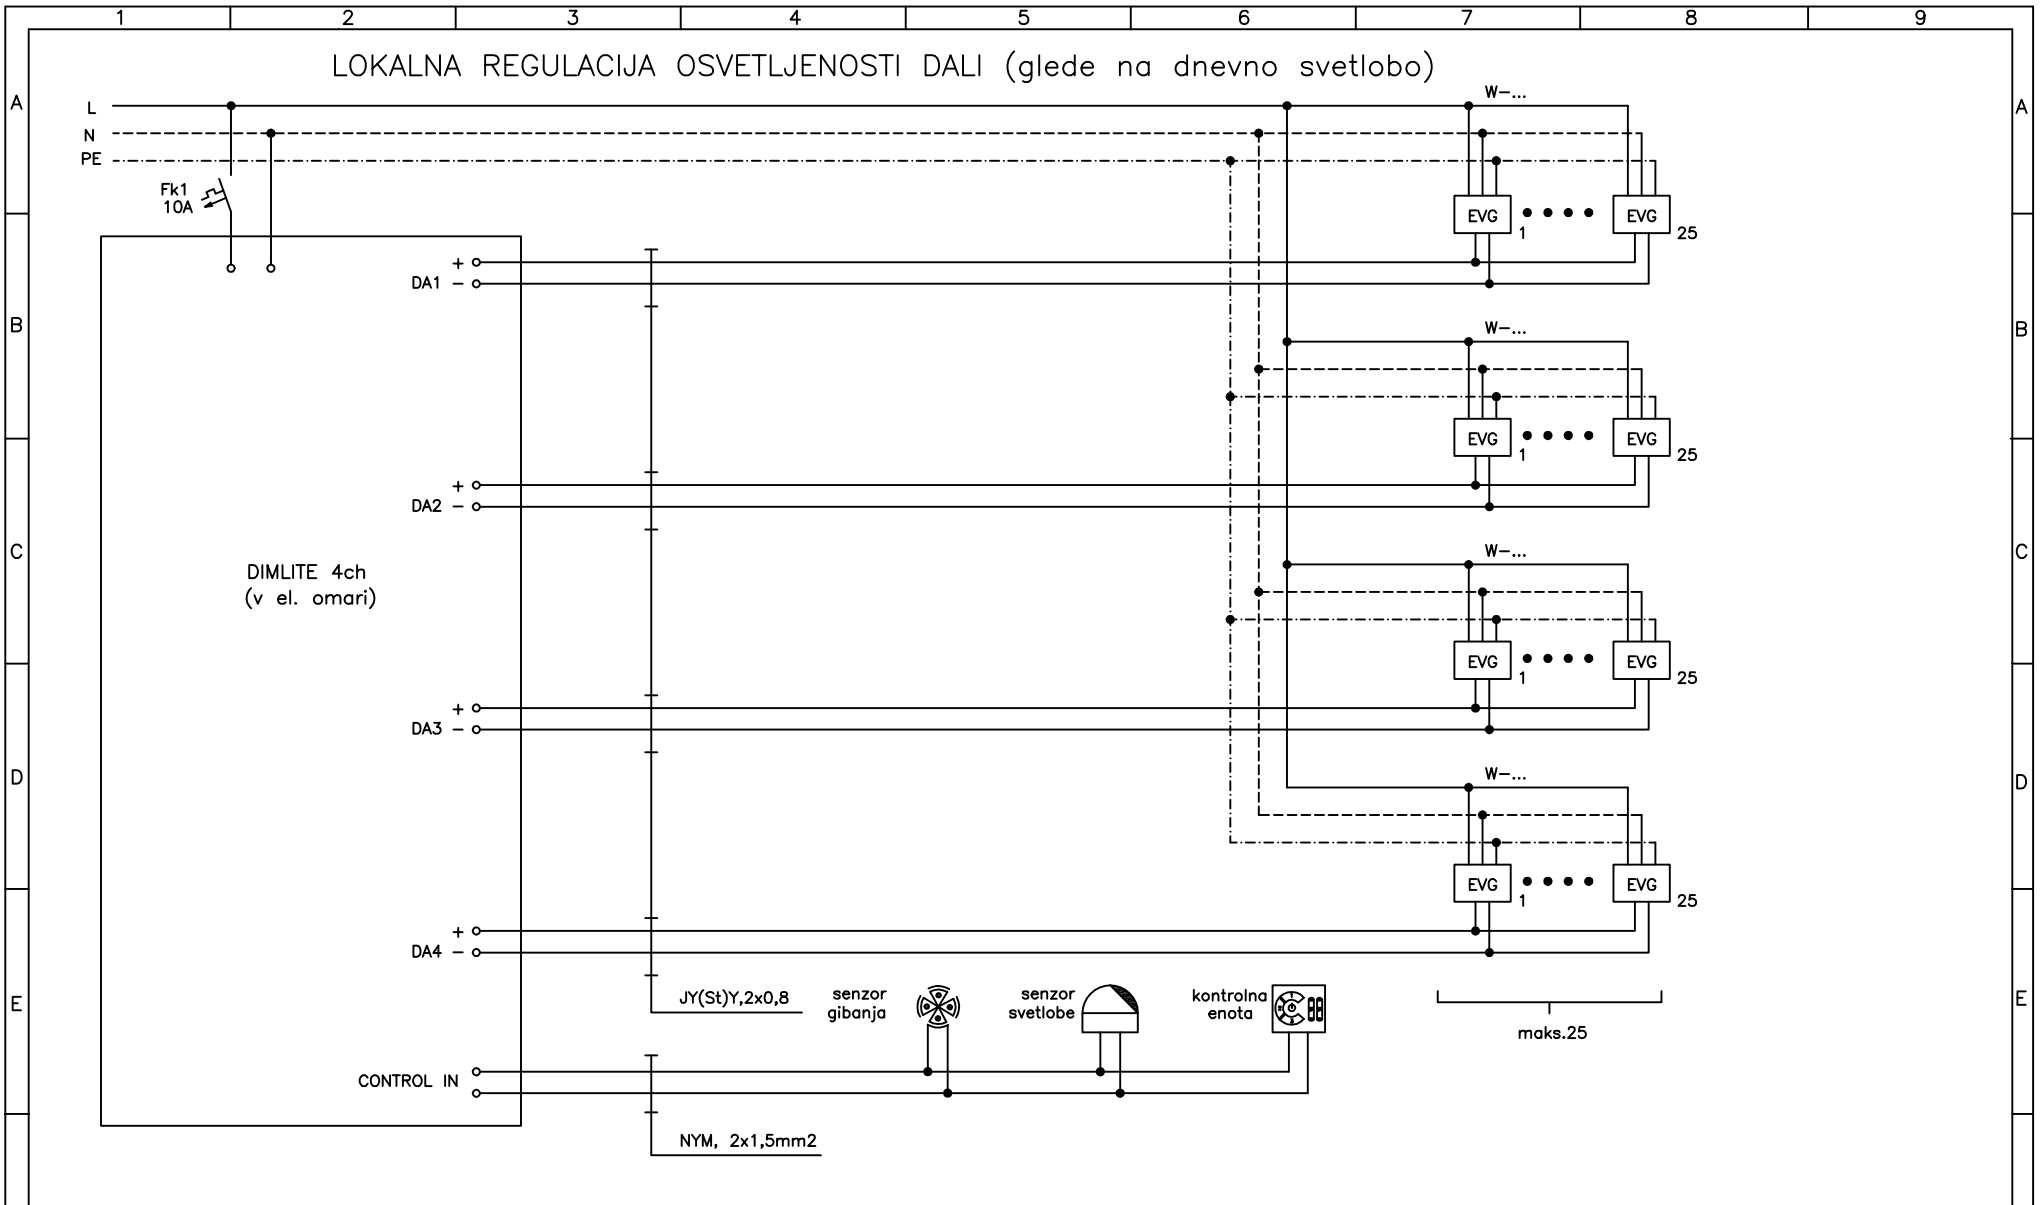 1 2 3 4 5 6 7 8 9
LOKALNA REGULACIJA OSVETLJENOSTI DALI (glede na dnevno svetlobo)
A L W-... A
N
PE
Fk1
10A
EVG EVG
1 25
+
DA1 -
B W-... B
EVG EVG
1 25
+
DA2 -
C W-... C
DIMLITE 4ch
(v el. omari)
EVG EVG
1 25
+
DA3 -
D W-... D
EVG EVG
1 25
+
DA4 -
E JY(St)Y,2x0,8 E
senzor
gibanja
senzor
svetlobe
kontrolna
enota
maks.25
CONTROL IN
NYM, 2x1,5mm2